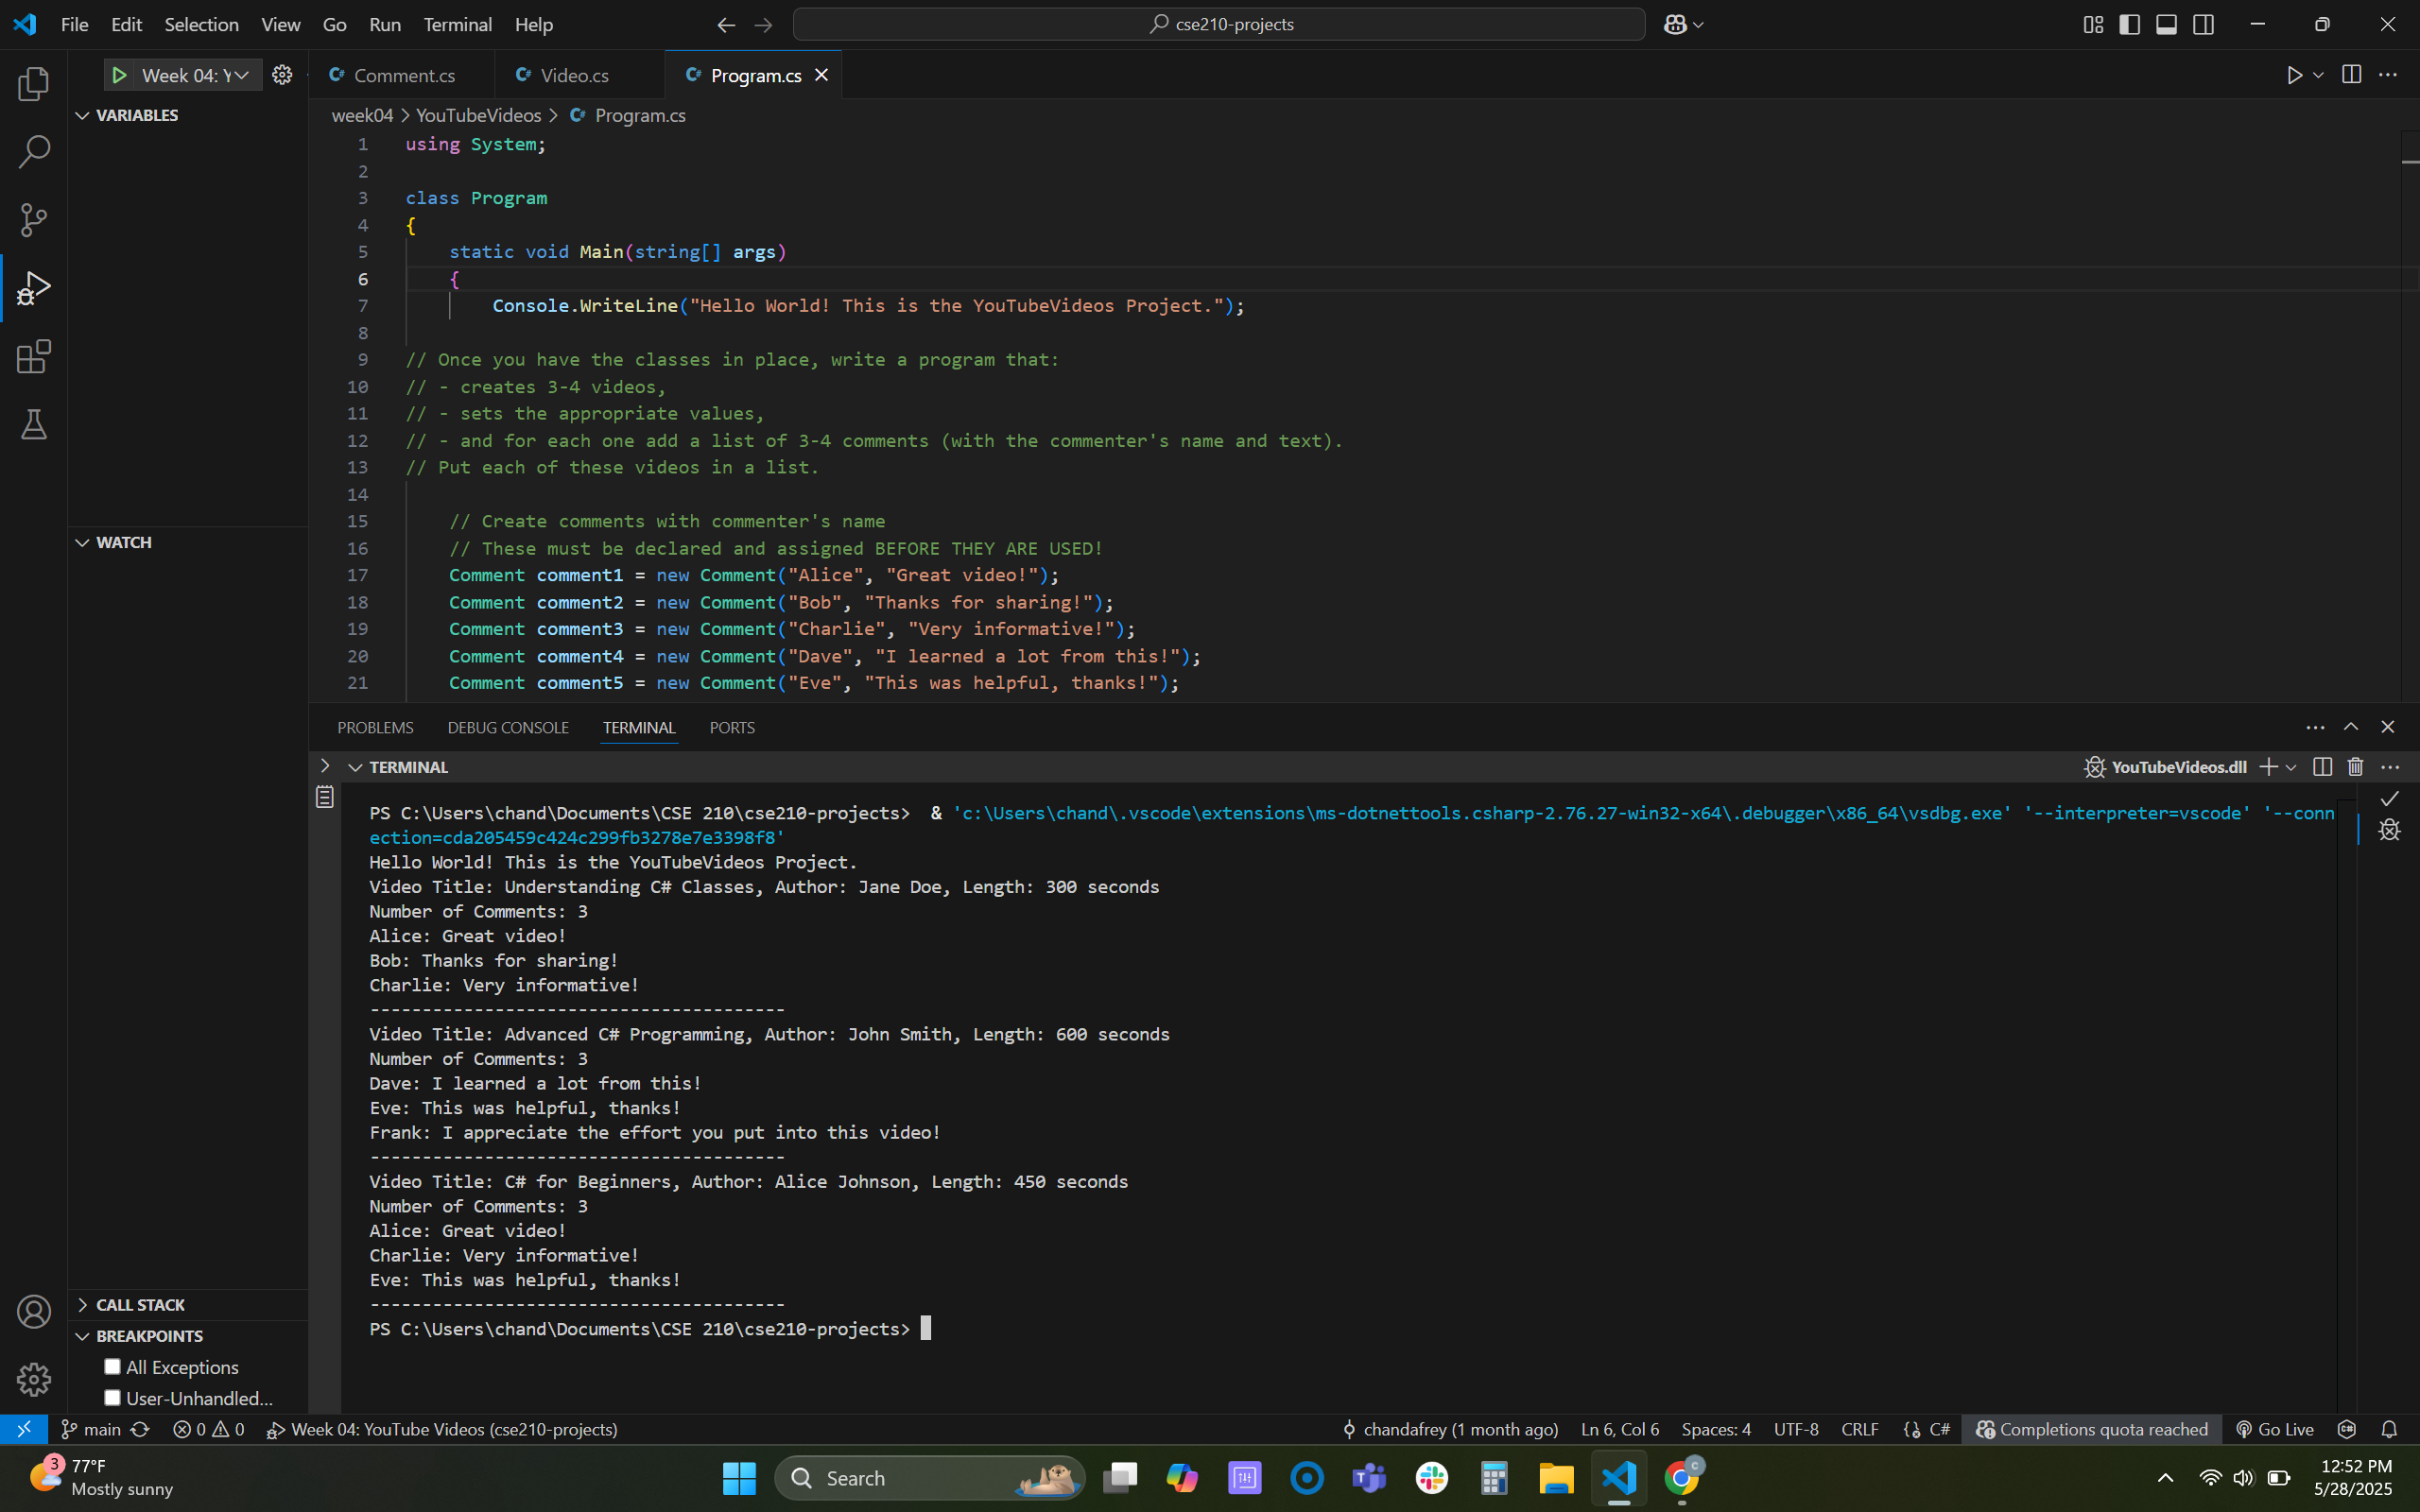 File Edit Selection View Go Run Terminal Help
cse210-projects
Week 04: Y
Comment.cs
Video.cs
Program.cs
VARIABLES
week04 > YouTubeVideos > Program.cs
1 using System;
2
3 class Program
4 {
5 static void Main(string[] args)
6 {
7 Console.WriteLine("Hello World! This is the YouTubeVideos Project.");
8
9 // Once you have the classes in place, write a program that:
10 // - creates 3-4 videos,
11 // - sets the appropriate values,
12 // - and for each one add a list of 3-4 comments (with the commenter's name and text).
13 // Put each of these videos in a list.
14
15 // Create comments with commenter's name
16 // These must be declared and assigned BEFORE THEY ARE USED!
17 Comment comment1 = new Comment("Alice", "Great video!");
18 Comment comment2 = new Comment("Bob", "Thanks for sharing!");
19 Comment comment3 = new Comment("Charlie", "Very informative!");
20 Comment comment4 = new Comment("Dave", "I learned a lot from this!");
21 Comment comment5 = new Comment("Eve", "This was helpful, thanks!");
WATCH
CALL STACK
BREAKPOINTS
All Exceptions
User-Unhandled...
PROBLEMS DEBUG CONSOLE TERMINAL PORTS
TERMINAL
YouTubeVideos.dll
PS C:\Users\chand\Documents\CSE 210\cse210-projects> & 'c:\Users\chand\.vscode\extensions\ms-dotnettools.csharp-2.76.27-win32-x64\.debugger\x86_64\vsdbg.exe' '--interpreter=vscode' '--conn
ection=cda205459c424c299fb3278e7e3398f8'
Hello World! This is the YouTubeVideos Project.
Video Title: Understanding C# Classes, Author: Jane Doe, Length: 300 seconds
Number of Comments: 3
Alice: Great video!
Bob: Thanks for sharing!
Charlie: Very informative!
----------------------------------------
Video Title: Advanced C# Programming, Author: John Smith, Length: 600 seconds
Number of Comments: 3
Dave: I learned a lot from this!
Eve: This was helpful, thanks!
Frank: I appreciate the effort you put into this video!
----------------------------------------
Video Title: C# for Beginners, Author: Alice Johnson, Length: 450 seconds
Number of Comments: 3
Alice: Great video!
Charlie: Very informative!
Eve: This was helpful, thanks!
----------------------------------------
PS C:\Users\chand\Documents\CSE 210\cse210-projects>
main 0 0 Week 04: YouTube Videos (cse210-projects) chandafrey (1 month ago) Ln 6, Col 6 Spaces: 4 UTF-8 CRLF {} C# Completions quota reached Go Live
3
77°F
Mostly sunny
Search
12:52 PM
5/28/2025